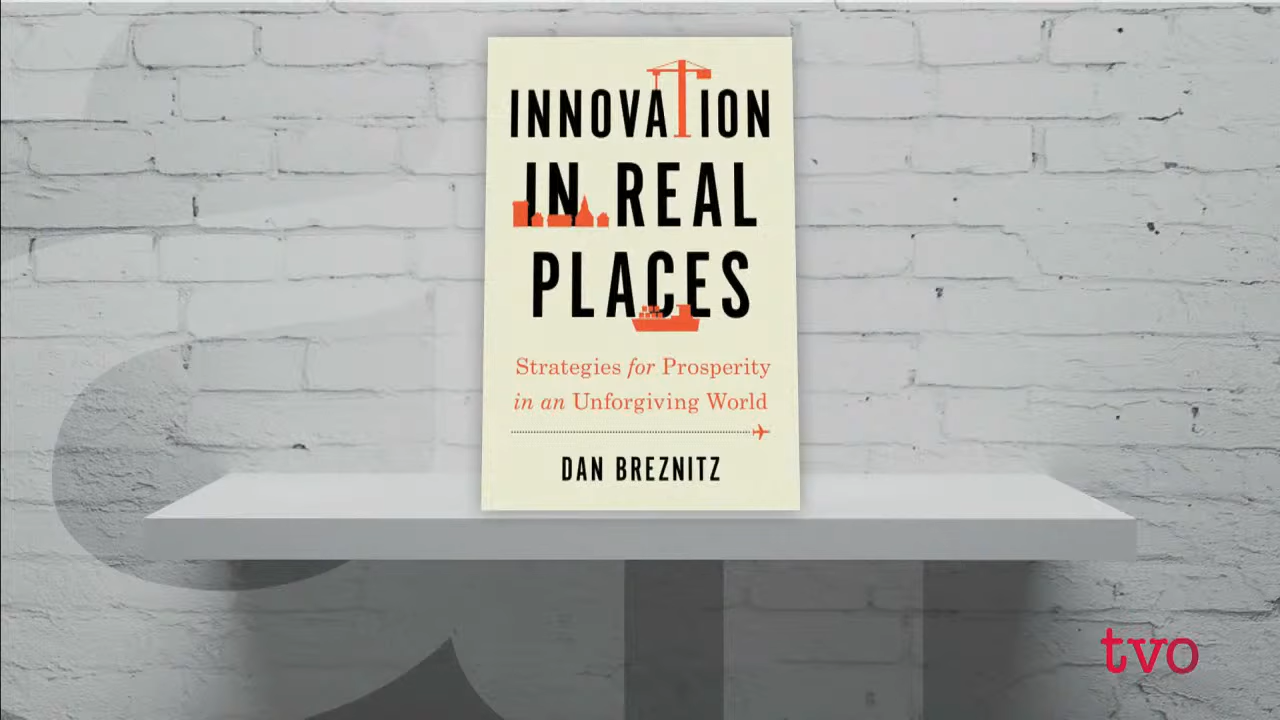 INNOVATION
IN REAL
PLACES
Strategies for Prosperity
in an Unforgiving World
DAN BREZNITZ
tvo